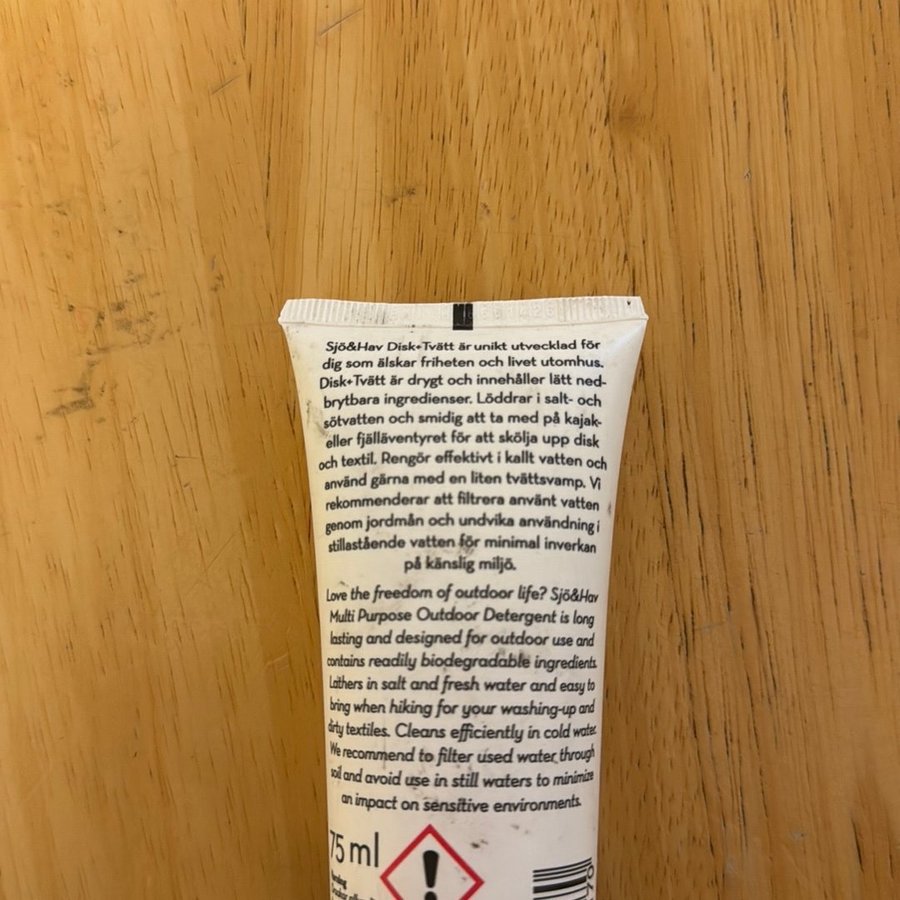 Sjö&Hav Disk+Tvätt är unikt utvecklad för
dig som älskar friheten och livet utomhus.
Disk+Tvätt är drygt och innehåller lätt ned-
brytbara ingredienser. Löddrar i salt- och
sötvatten och smidig att ta med på kajak-
eller fjälläventyret för att skölja upp disk
och textil. Rengör effektivt i kallt vatten och
använd gärna med en liten tvättsvamp. Vi
rekommenderar att filtrera använt vatten
genom jordmån och undvika användning i
stillastående vatten för minimal inverkan
på känslig miljö.
Love the freedom of outdoor life? Sjö&Hav
Multi Purpose Outdoor Detergent is long
lasting and designed for outdoor use and
contains readily biodegradable ingredients.
Lathers in salt and fresh water and easy to
bring when hiking for your washing-up and
dirty textiles. Cleans efficiently in cold water.
We recommend to filter used water through
soil and avoid use in still waters to minimize
an impact on sensitive environments.
75 ml